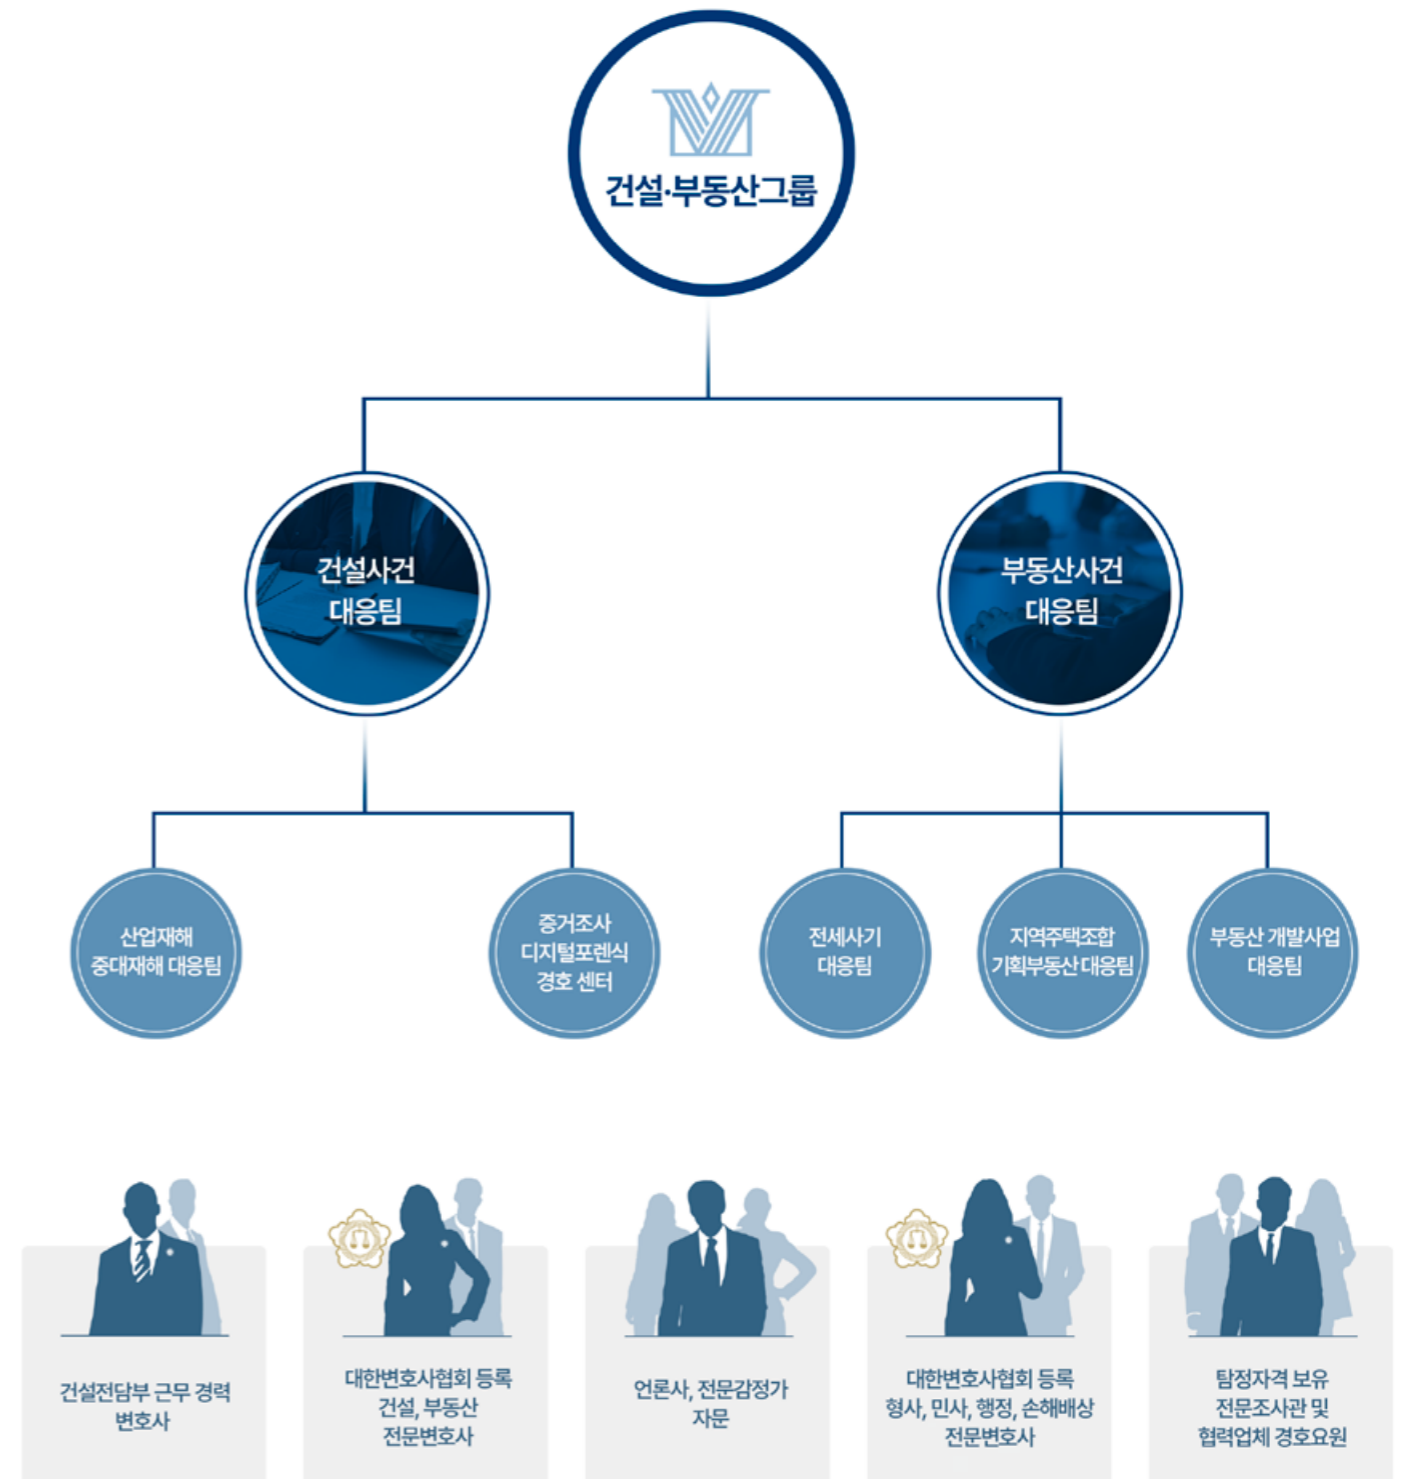 건설·부동산그룹
건설사건
대응팀
부동산사건
대응팀
산업재해
중대재해 대응팀
증거조사
디지털포렌식
경호 센터
전세사기
대응팀
지역주택조합
기획부동산 대응팀
부동산 개발사업
대응팀
건설전담부 근무 경력
변호사
대한변호사협회 등록
건설, 부동산
전문변호사
언론사, 전문감정가
자문
대한변호사협회 등록
형사, 민사, 행정, 손해배상
전문변호사
탐정자격 보유
전문조사관 및
협력업체 경호요원